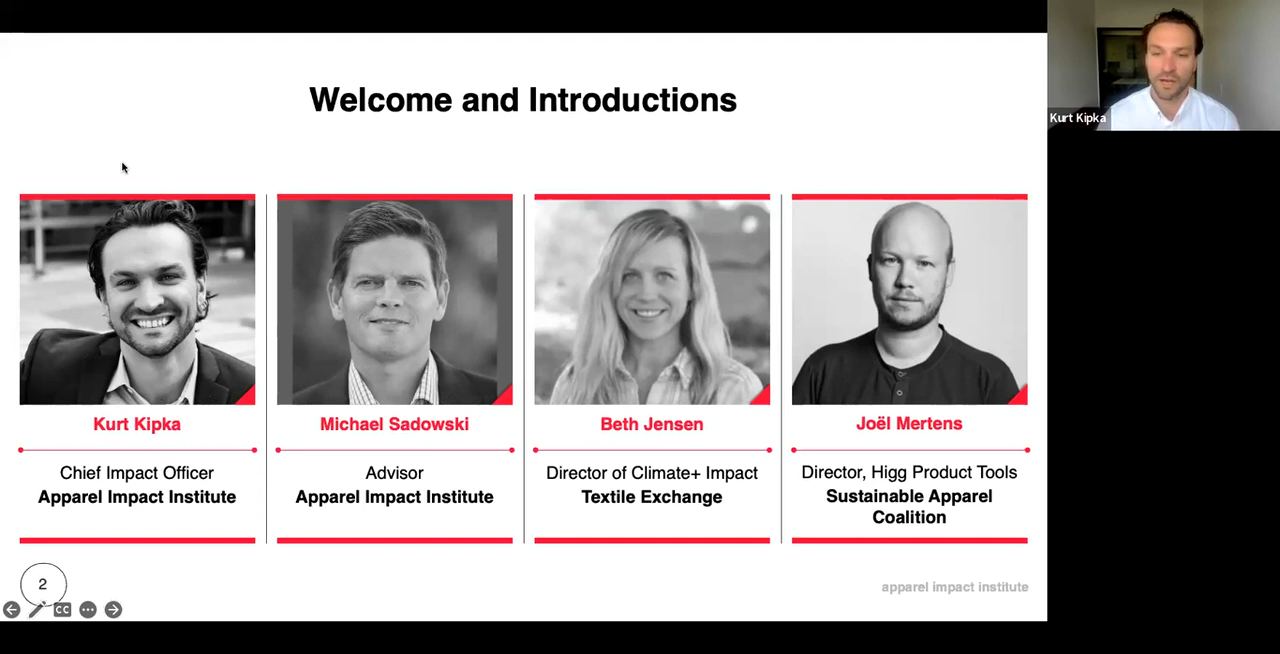 Welcome and Introductions
Kurt Kipka
Kurt Kipka
Chief Impact Officer
Apparel Impact Institute
Michael Sadowski
Advisor
Apparel Impact Institute
Beth Jensen
Director of Climate+ Impact
Textile Exchange
Joël Mertens
Director, Higg Product Tools
Sustainable Apparel
Coalition
2
CC
apparel impact institute